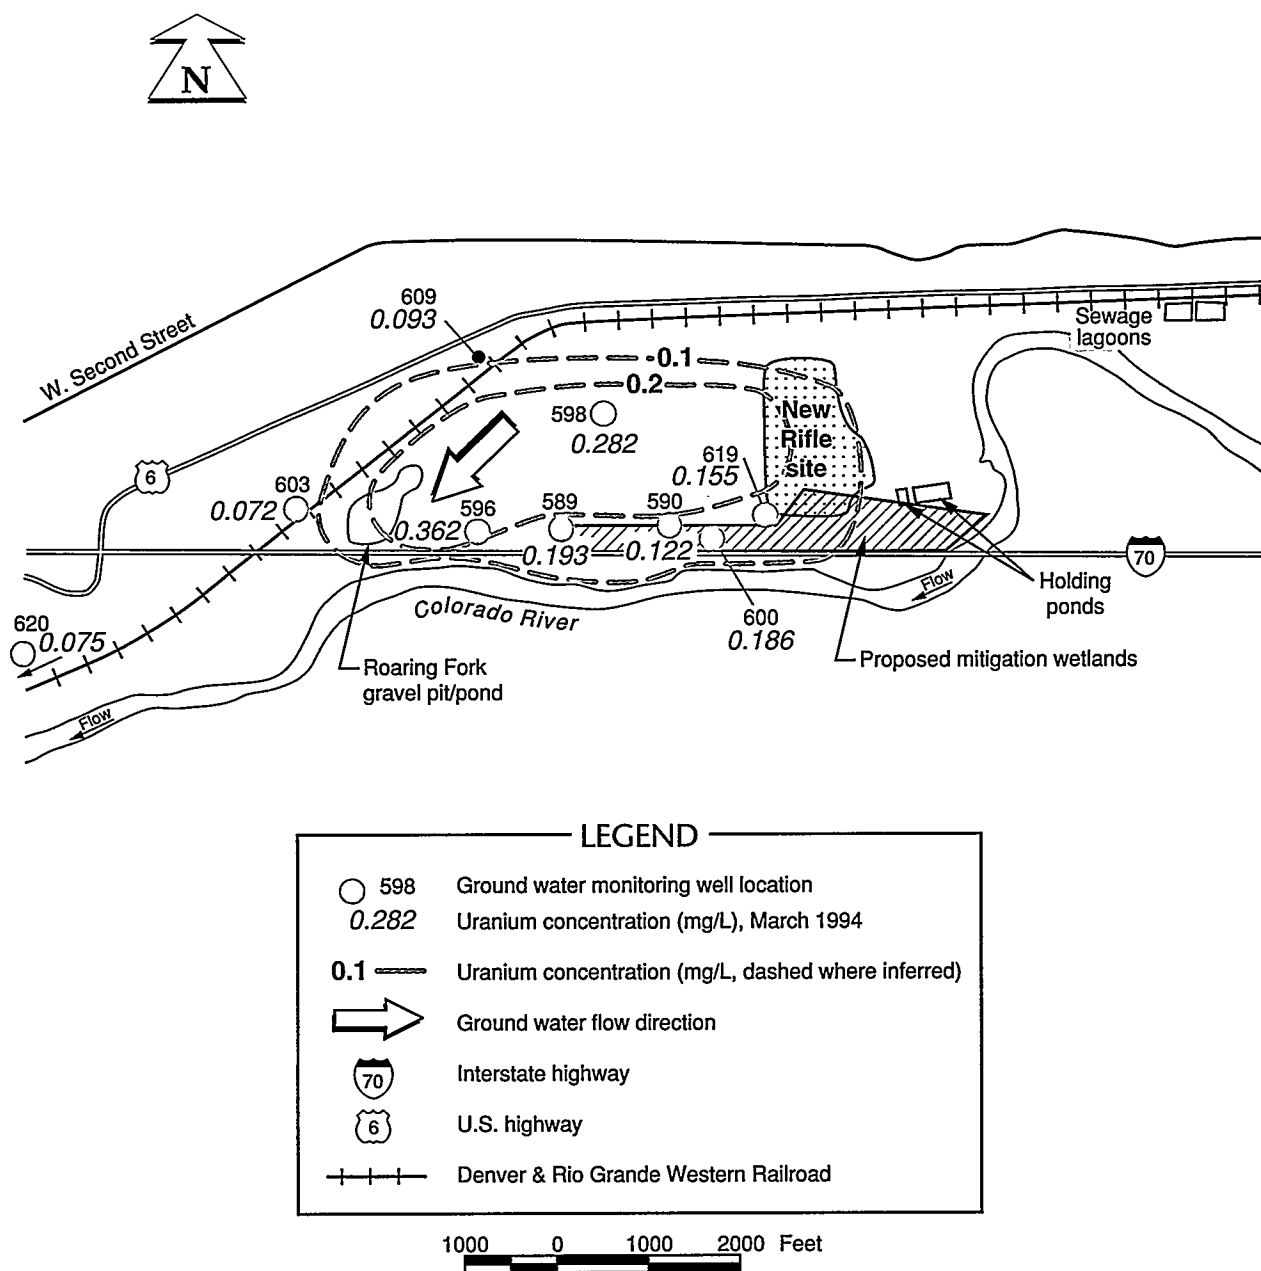 N
609
0.093
W. Second Street
Sewage
lagoons
0.1
0.2
598
0.282
New
Rifle
site
6
619
0.155
603
0.072
596
0.362
589
0.193
590
0.122
70
Flow
Holding
ponds
Colorado River
600
0.186
620
0.075
Roaring Fork
gravel pit/pond
Proposed mitigation wetlands
Flow
LEGEND
598 Ground water monitoring well location
0.282 Uranium concentration (mg/L), March 1994
0.1 Uranium concentration (mg/L, dashed where inferred)
Ground water flow direction
70 Interstate highway
6 U.S. highway
Denver & Rio Grande Western Railroad
1000 0 1000 2000 Feet